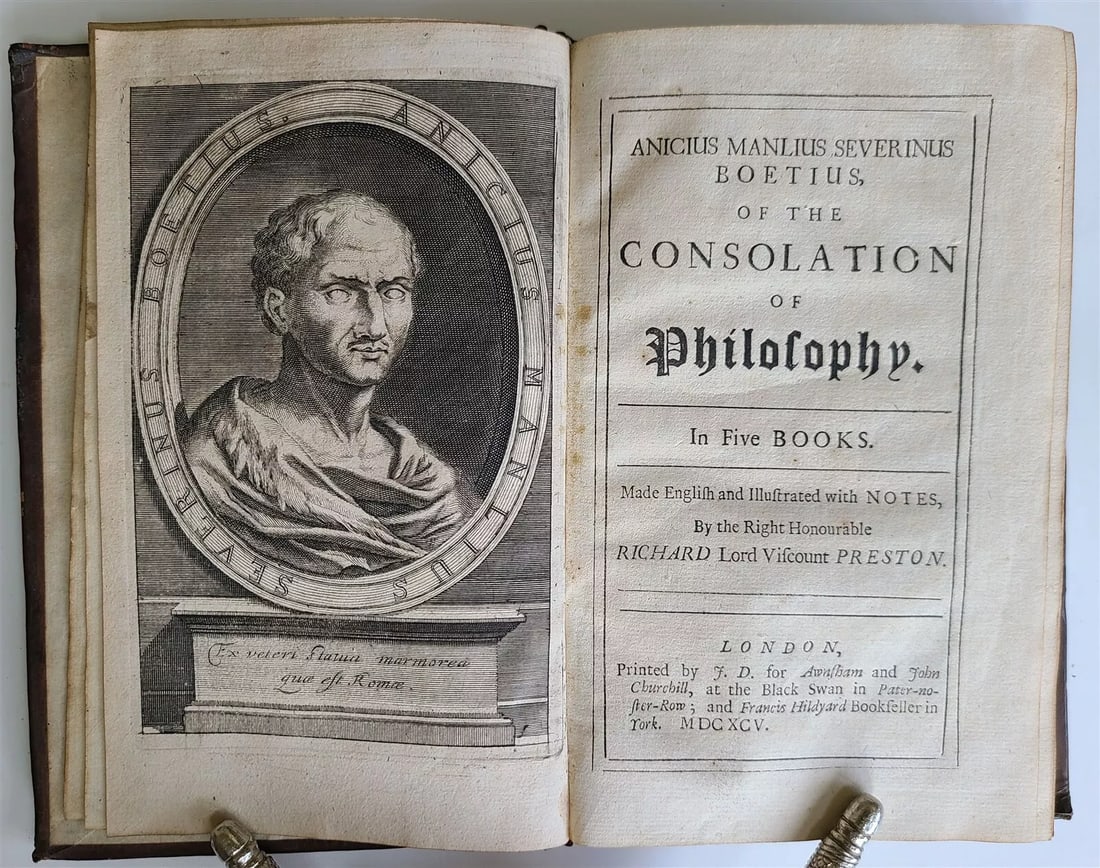 ANICIUS MANLIUS SEVERINUS BOETIUS.
Ex veteri statua marmorea
quæ est Romæ.
ANICIUS MANLIUS SEVERINUS
BOETIUS,
OF THE
CONSOLATION
OF
Philoſophy.
In Five BOOKS.
Made Engliſh and Illuſtrated with NOTES,
By the Right Honourable
RICHARD Lord Viſcount PRESTON.
LONDON,
Printed by J. D. for Awnſham and John
Churchill, at the Black Swan in Pater-no-
ſter-Row; and Francis Hildyard Bookſeller in
York. MDCXCV.